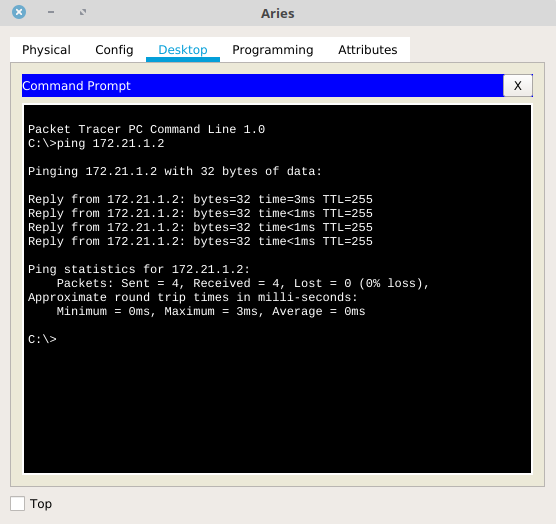 Aries
Physical Config Desktop Programming Attributes
Command Prompt X
Packet Tracer PC Command Line 1.0
C:\>ping 172.21.1.2
Pinging 172.21.1.2 with 32 bytes of data:
Reply from 172.21.1.2: bytes=32 time=3ms TTL=255
Reply from 172.21.1.2: bytes=32 time<1ms TTL=255
Reply from 172.21.1.2: bytes=32 time<1ms TTL=255
Reply from 172.21.1.2: bytes=32 time<1ms TTL=255
Ping statistics for 172.21.1.2:
Packets: Sent = 4, Received = 4, Lost = 0 (0% loss),
Approximate round trip times in milli-seconds:
Minimum = 0ms, Maximum = 3ms, Average = 0ms
C:\>
Top